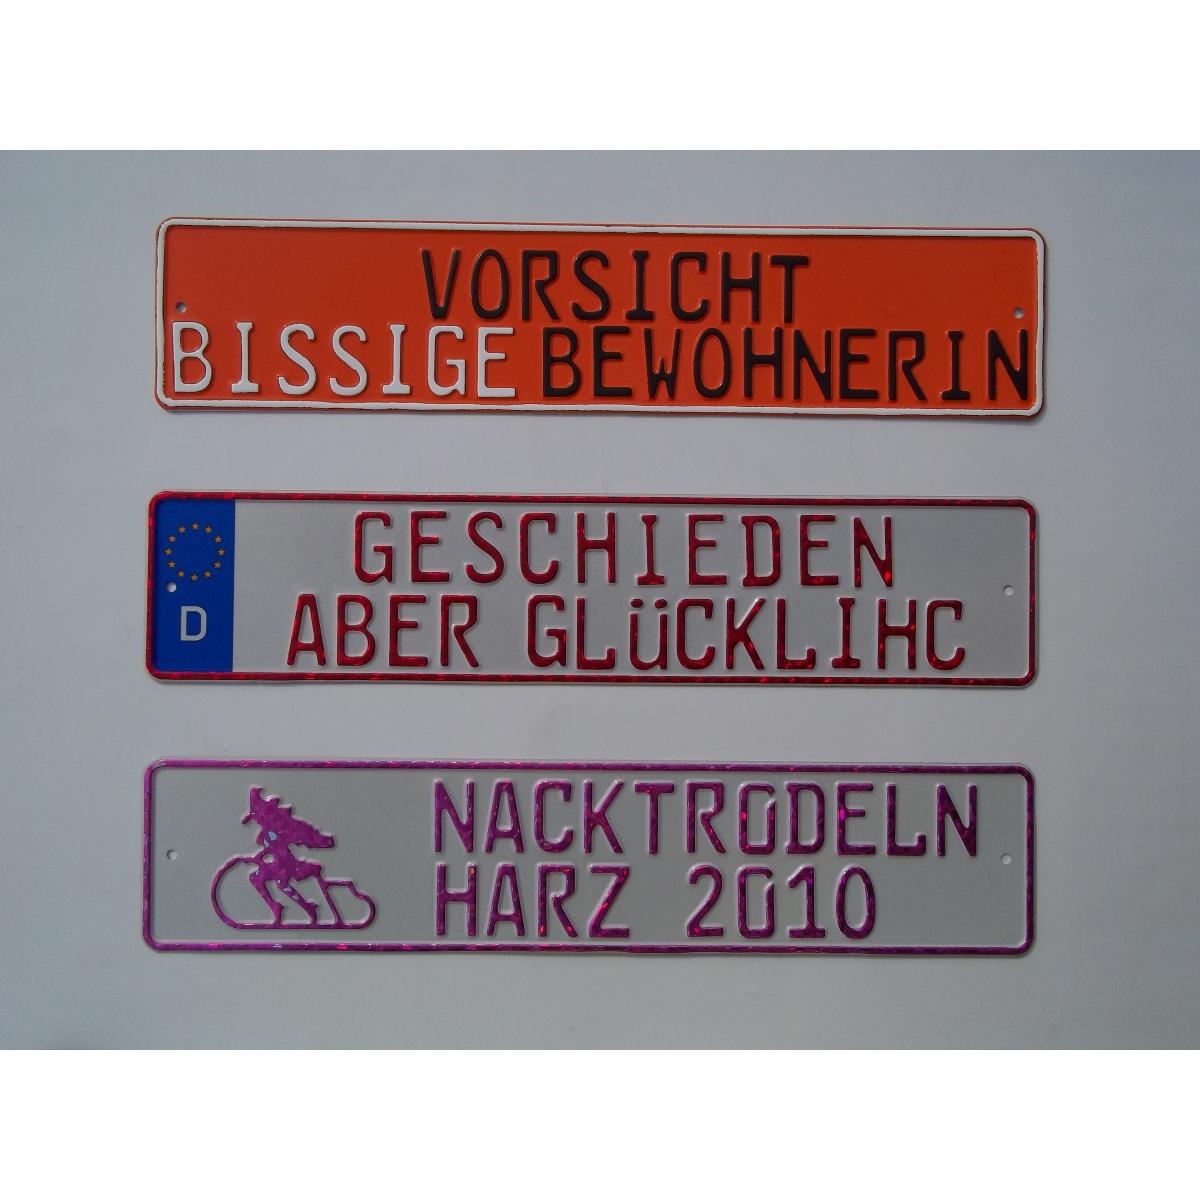 VORSICHT
BISSIGE BEWOHNERIN
GESCHIEDEN
ABER GLÜCKLIHC
D
NACKTRODELN
HARZ 2010